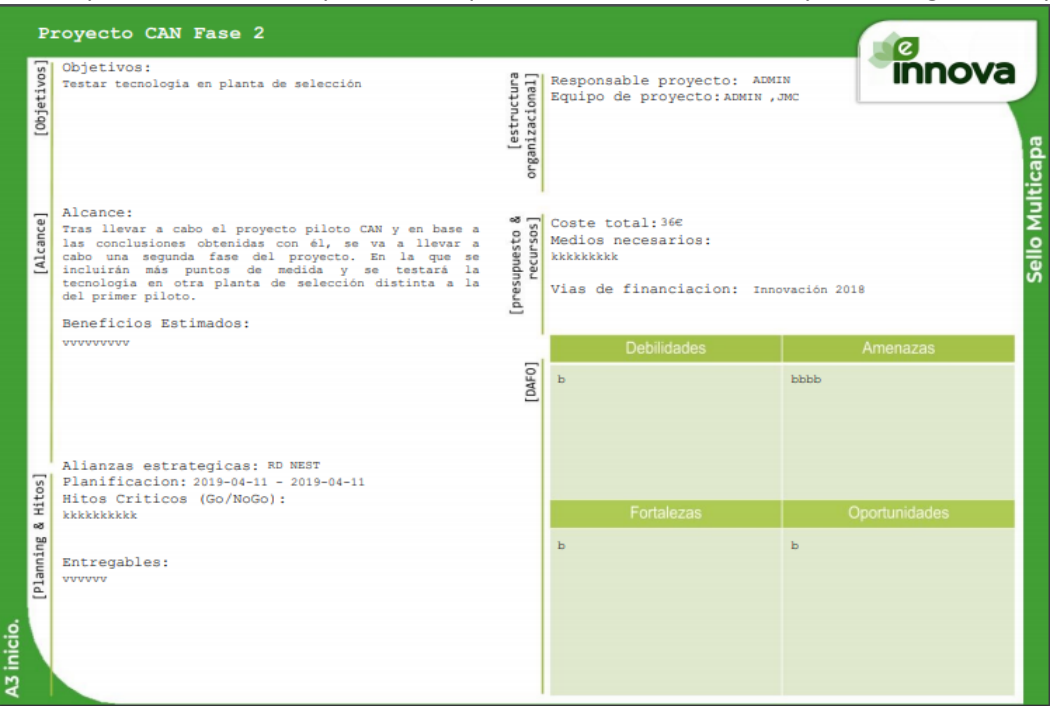 Proyecto CAN Fase 2
e
innova
[Objetivos]
Objetivos:
Testar tecnología en planta de selección
[Alcance]
Alcance:
Tras llevar a cabo el proyecto piloto CAN y en base a
las conclusiones obtenidas con él, se va a llevar a
cabo una segunda fase del proyecto. En la que se
incluirán más puntos de medida y se testará la
tecnología en otra planta de selección distinta a la
del primer piloto.
Beneficios Estimados:
vvvvvvvvv
[Planning & Hitos]
Alianzas estrategicas: RD NEST
Planificacion: 2019-04-11 - 2019-04-11
Hitos Criticos (Go/NoGo):
kkkkkkkkkk
Entregables:
vvvvvv
[estructura
organizacional]
Responsable proyecto: ADMIN
Equipo de proyecto: ADMIN ,JMC
[presupuesto &
recursos]
Coste total: 36€
Medios necesarios:
kkkkkkkkk
Vias de financiacion: Innovación 2018
[DAFO]
Debilidades
Amenazas
b
bbbb
Fortalezas
Oportunidades
b
b
Sello Multicapa
A3 inicio.